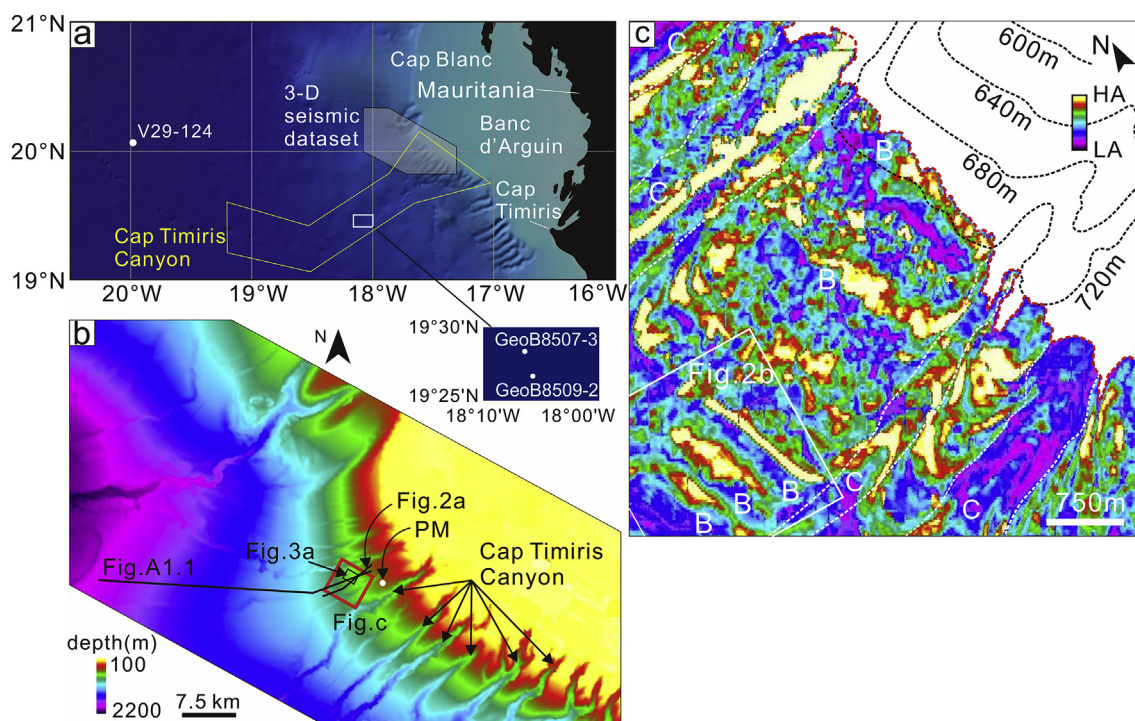 21°N
20°N
19°N
a
Cap Blanc
Mauritania
3-D
seismic
dataset
V29-124
Banc
d'Arguin
Cap
Timiris
Cap Timiris
Canyon
20°W
19°W
18°W
17°W
16°W
19°30'N
19°25'N
GeoB8507-3
GeoB8509-2
18°10'W
18°00'W
b
N
Fig.2a
PM
Fig.3a
Fig.A1.1
Cap Timiris
Canyon
Fig.c
depth(m)
100
2200
7.5 km
c
C
600m
N
640m
HA
LA
B
680m
C
720m
B
Fig.2b
B
B
B
C
C
750m